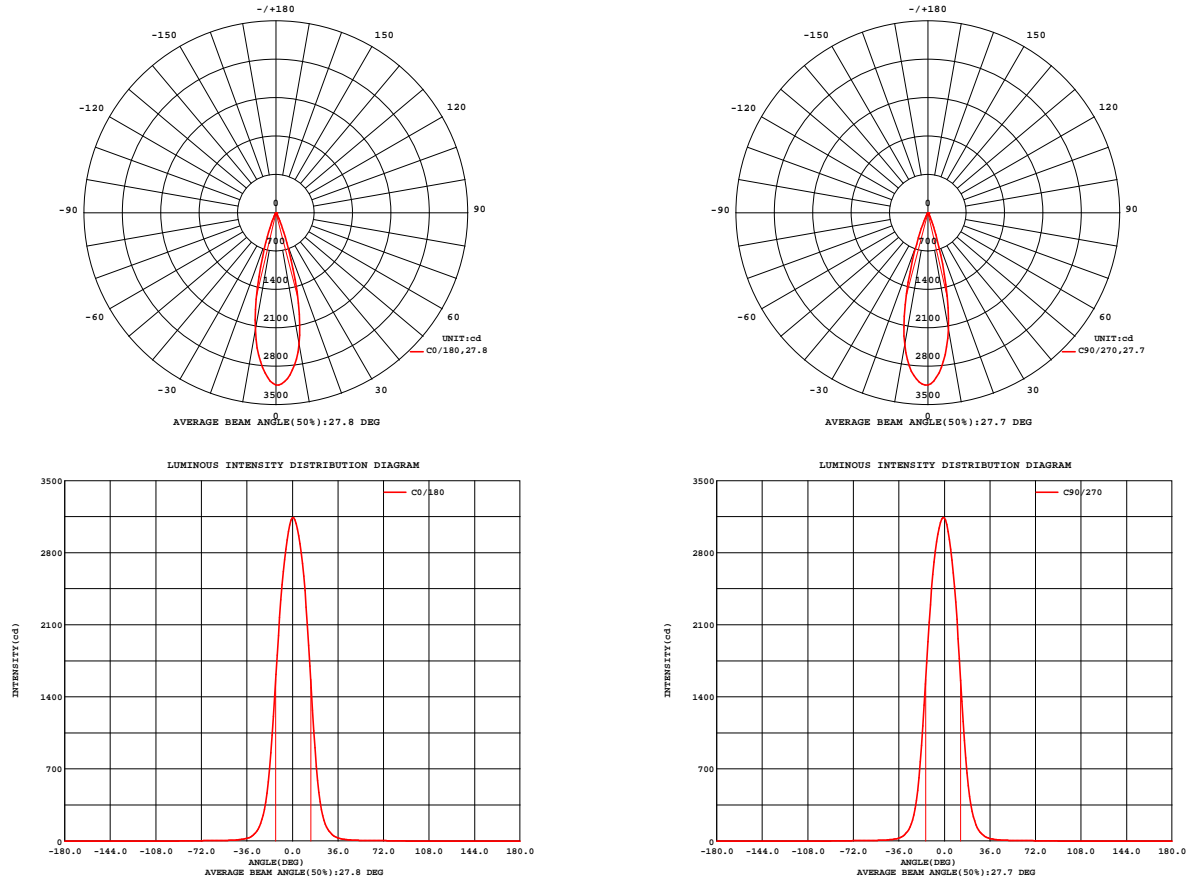 -/+180
-150 150
-120 120
-90 90
-60 60
-30 30
0
0
700
1400
2100
2800
3500
UNIT:cd
C0/180,27.8
AVERAGE BEAM ANGLE(50%):27.8 DEG
-/+180
-150 150
-120 120
-90 90
-60 60
-30 30
0
0
700
1400
2100
2800
3500
UNIT:cd
C90/270,27.7
AVERAGE BEAM ANGLE(50%):27.7 DEG
LUMINOUS INTENSITY DISTRIBUTION DIAGRAM
C0/180
INTENSITY(cd)
3500
2800
2100
1400
700
0
-180.0 -144.0 -108.0 -72.0 -36.0 0.0 36.0 72.0 108.0 144.0 180.0
ANGLE(DEG)
AVERAGE BEAM ANGLE(50%):27.8 DEG
LUMINOUS INTENSITY DISTRIBUTION DIAGRAM
C90/270
INTENSITY(cd)
3500
2800
2100
1400
700
0
-180.0 -144.0 -108.0 -72.0 -36.0 0.0 36.0 72.0 108.0 144.0 180.0
ANGLE(DEG)
AVERAGE BEAM ANGLE(50%):27.7 DEG